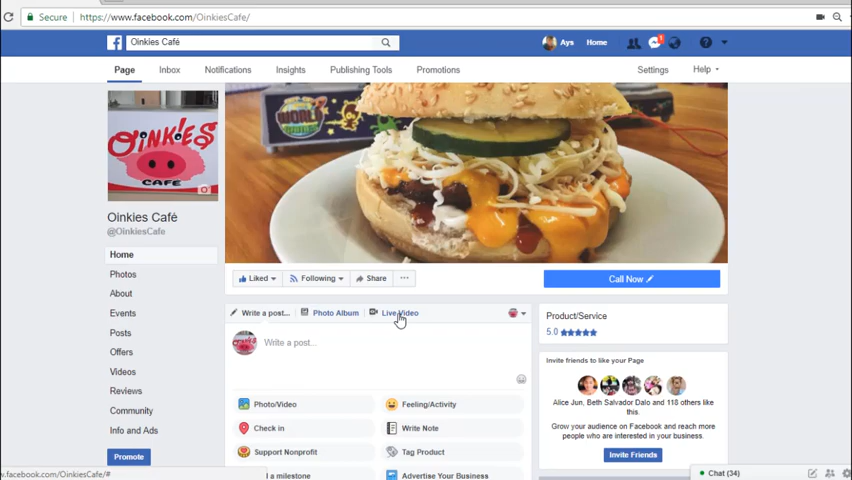 Secure
https://www.facebook.com/OinkiesCafe/
Oinkies Café
Ays
Home
Page
Inbox
Notifications
Insights
Publishing Tools
Promotions
Settings
Help
OINKIES
CAFE
Oinkies Café
@OinkiesCafe
Home
Photos
About
Events
Posts
Offers
Videos
Reviews
Community
Info and Ads
Promote
Liked
Following
Share
Call Now
Write a post...
Photo Album
Live Video
Write a post...
Photo/Video
Feeling/Activity
Check in
Write Note
Support Nonprofit
Tag Product
a milestone
Advertise Your Business
Product/Service
5.0
Invite friends to like your Page
Alice Jun, Beth Salvador Dalo and 118 others like
this.
Grow your audience on Facebook and reach more
people who are interested in your business.
Invite Friends
w.facebook.com/OinkiesCafe/#
Chat (34)